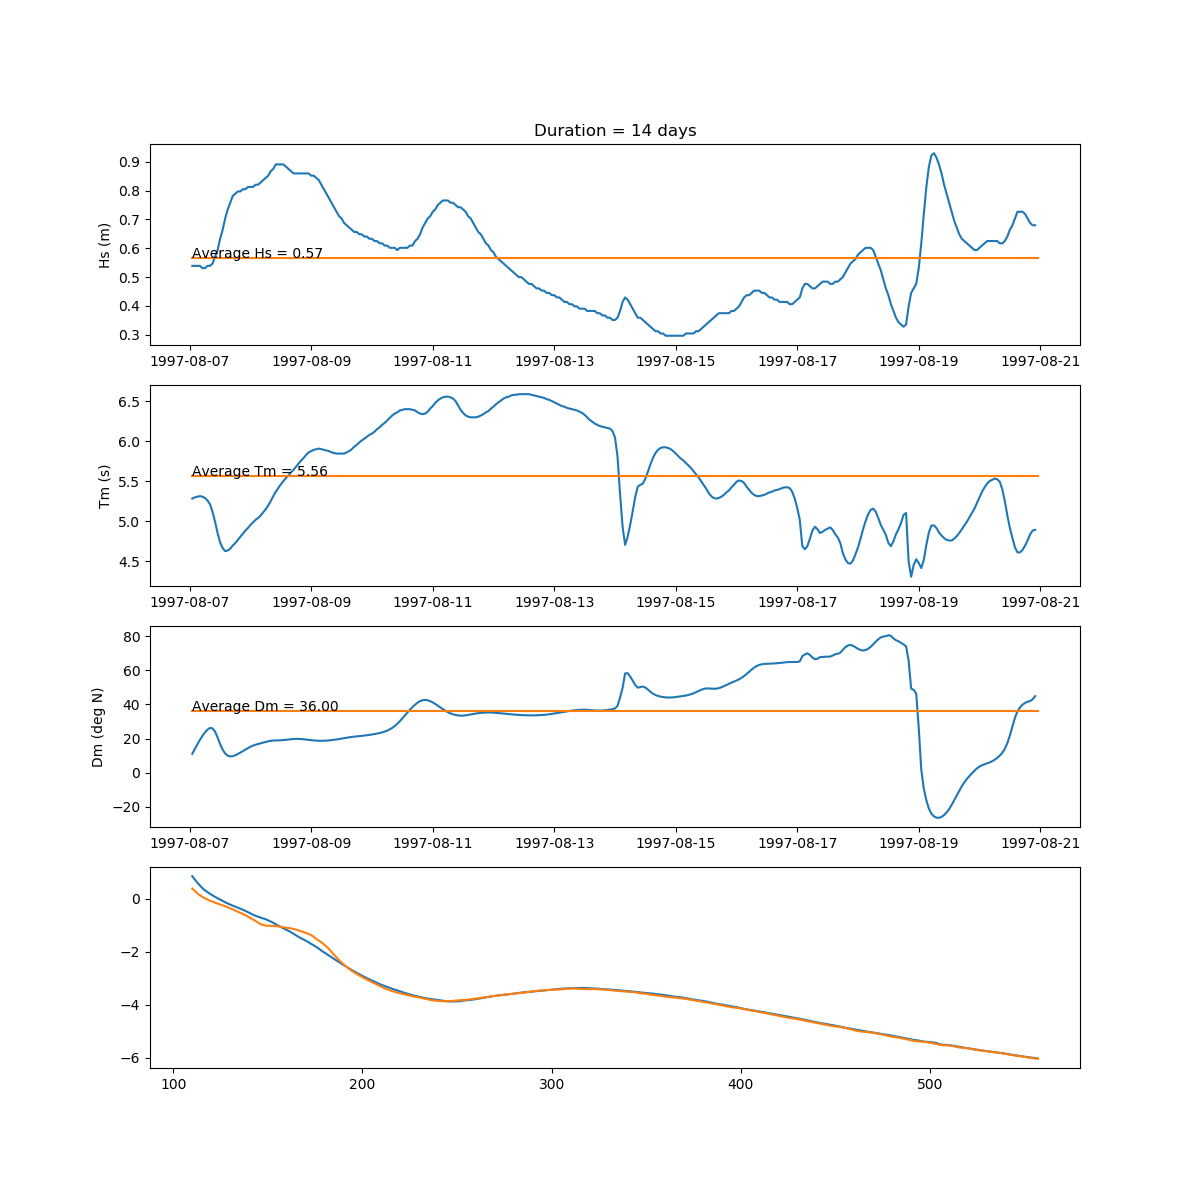 Duration = 14 days
0.9
0.8
0.7
0.6
0.5
0.4
0.3
Hs (m)
Average Hs = 0.57
1997-08-07 1997-08-09 1997-08-11 1997-08-13 1997-08-15 1997-08-17 1997-08-19 1997-08-21
6.5
6.0
5.5
5.0
4.5
Tm (s)
Average Tm = 5.56
1997-08-07 1997-08-09 1997-08-11 1997-08-13 1997-08-15 1997-08-17 1997-08-19 1997-08-21
80
60
40
20
0
−20
Dm (deg N)
Average Dm = 36.00
1997-08-07 1997-08-09 1997-08-11 1997-08-13 1997-08-15 1997-08-17 1997-08-19 1997-08-21
0
−2
−4
−6
100 200 300 400 500